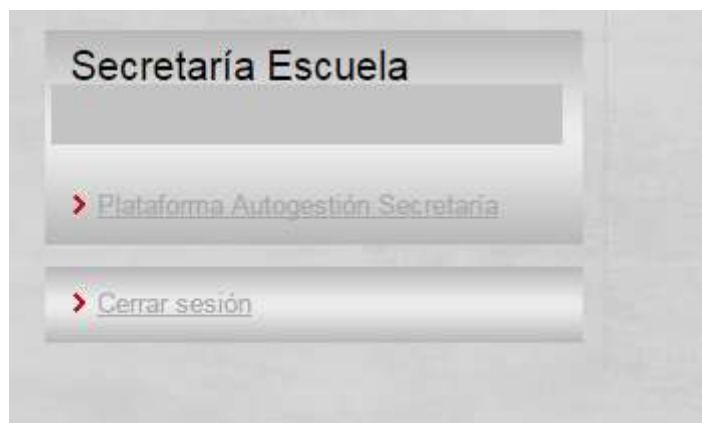 Secretaría Escuela
Plataforma Autogestión Secretaría
Cerrar sesión